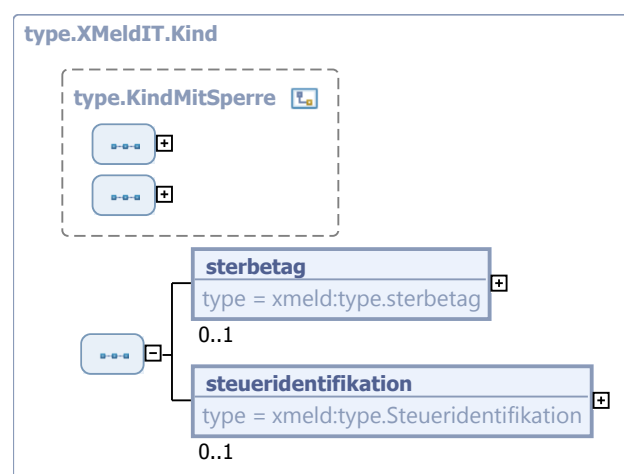 type.XMeldIT.Kind
type.KindMitSperre
sterbetag
type = xmeld:type.sterbetag
0..1
steueridentifikation
type = xmeld:type.Steueridentifikation
0..1